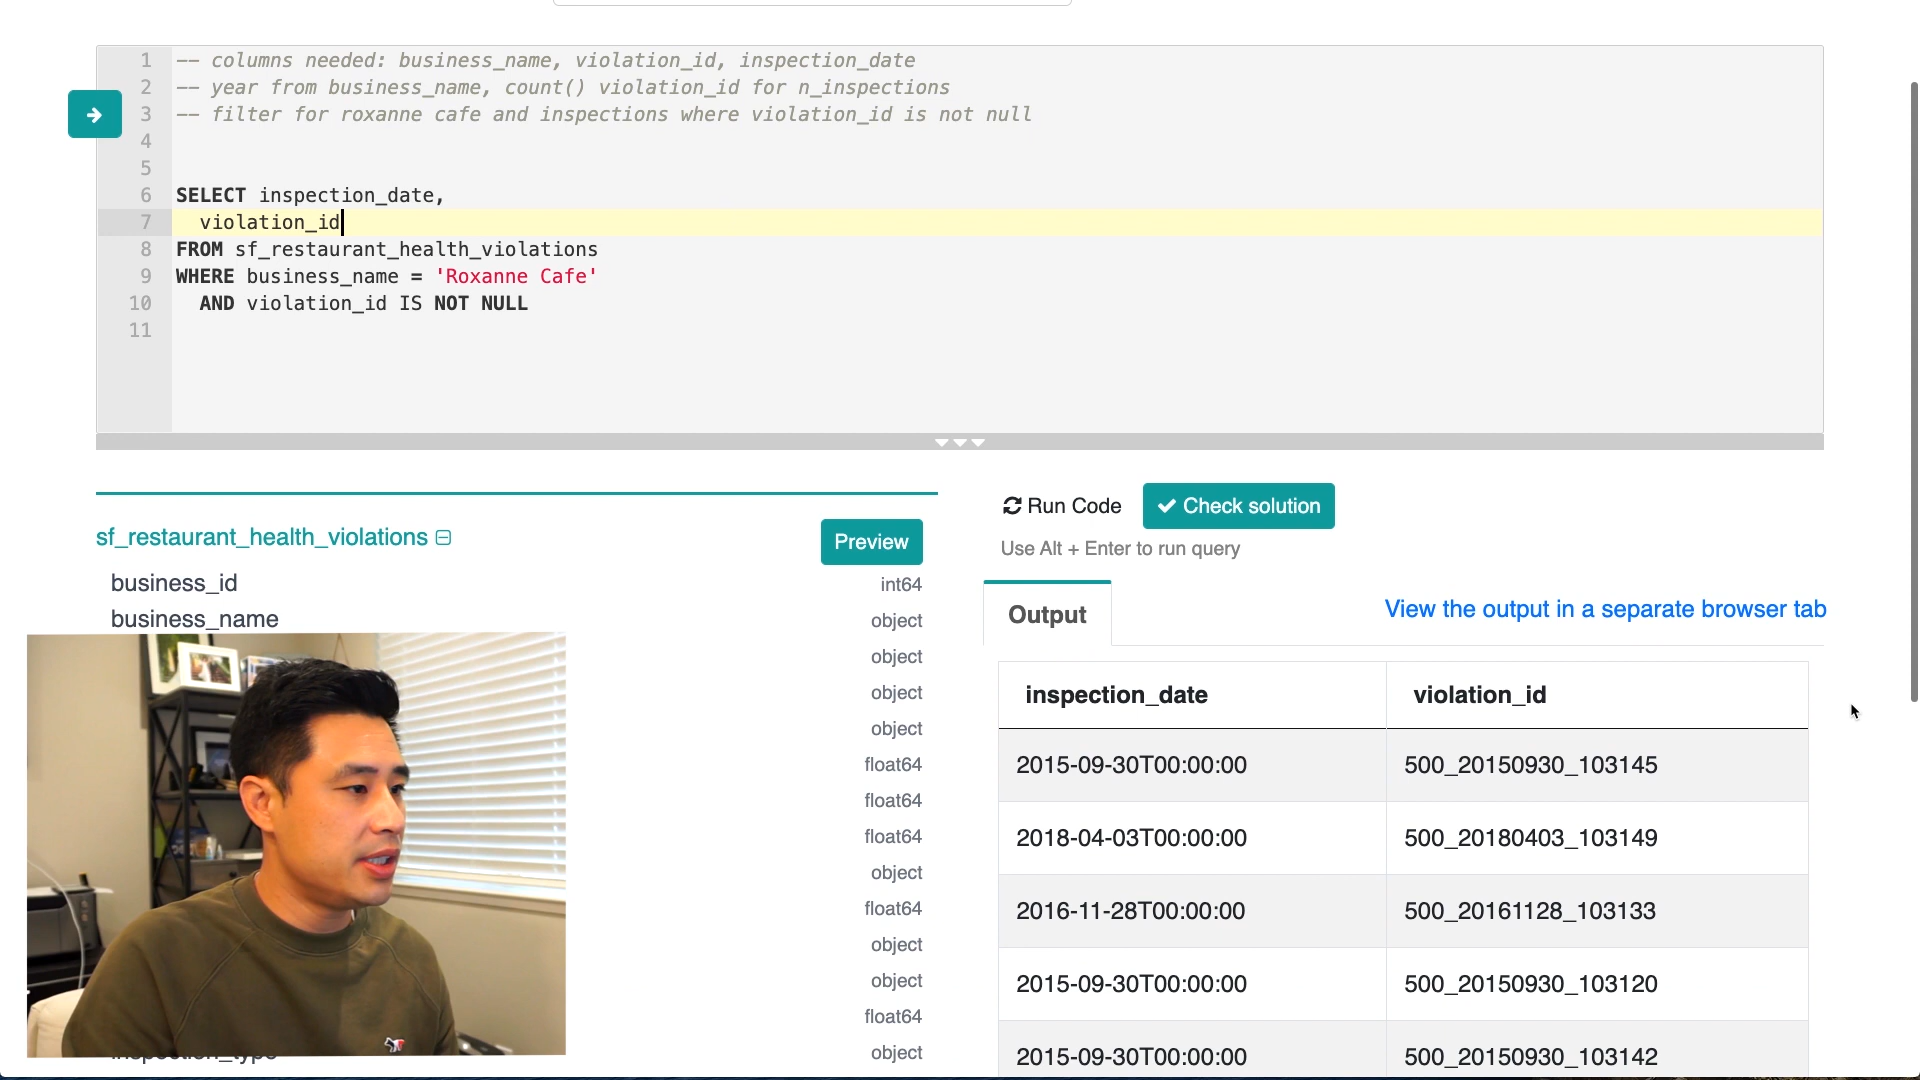 1 -- columns needed: business_name, violation_id, inspection_date
2 -- year from business_name, count() violation_id for n_inspections
3 -- filter for roxanne cafe and inspections where violation_id is not null
4
5
6 SELECT inspection_date,
7 violation_id
8 FROM sf_restaurant_health_violations
9 WHERE business_name = 'Roxanne Cafe'
10 AND violation_id IS NOT NULL
11
Run Code Check solution
Use Alt + Enter to run query
sf_restaurant_health_violations Preview
business_id int64
business_name object
object
object
object
float64
float64
float64
object
float64
object
object
float64
inspection_type object
Output View the output in a separate browser tab
inspection_date violation_id
2015-09-30T00:00:00 500_20150930_103145
2018-04-03T00:00:00 500_20180403_103149
2016-11-28T00:00:00 500_20161128_103133
2015-09-30T00:00:00 500_20150930_103120
2015-09-30T00:00:00 500_20150930_103142